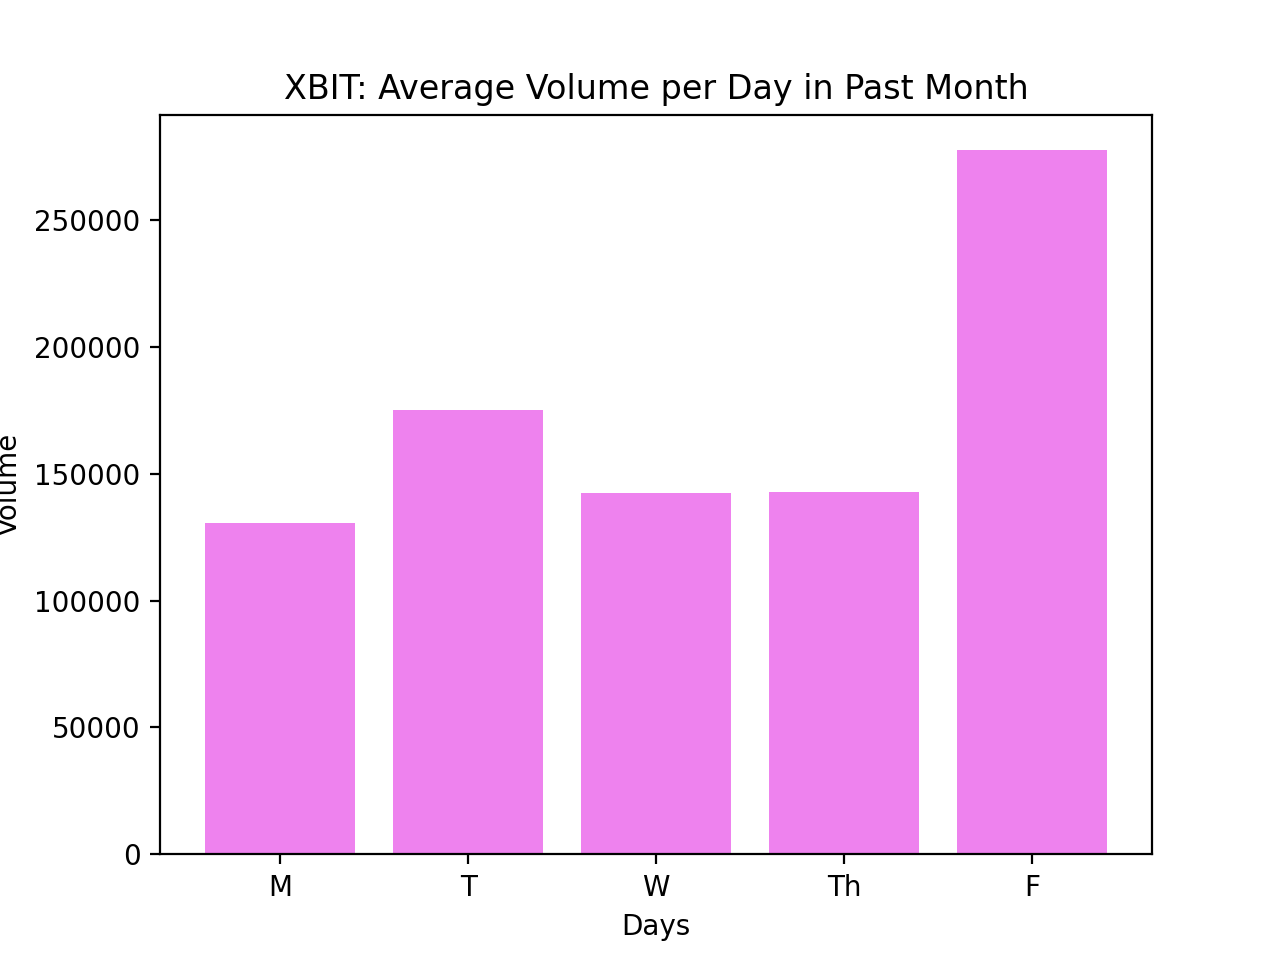 XBIT: Average Volume per Day in Past Month
250000
200000
150000
100000
50000
0
Volume
M T W Th F
Days